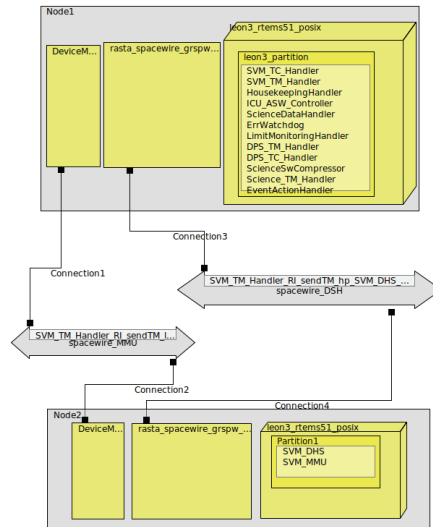 Node1
leon3_rtems51_posix
DeviceM...
rasta_spacewire_grspw_...
leon3_partition
SVM_TC_Handler
SVM_TM_Handler
HousekeepingHandler
ICU_ASW_Controller
ScienceDataHandler
ErrWatchdog
LimitMonitoringHandler
DPS_TM_Handler
DPS_TC_Handler
ScienceSwCompressor
Science_TM_Handler
EventActionHandler
Connection3
Connection1
SVM_TM_Handler_RI_sendTM_hp_SVM_DHS_...
spacewire_DSH
SVM_TM_Handler_RI_sendTM_l...
spacewire_MMU
Connection2
Connection4
Node2
DeviceM...
rasta_spacewire_grspw_...
leon3_rtems51_posix
Partition1
SVM_DHS
SVM_MMU